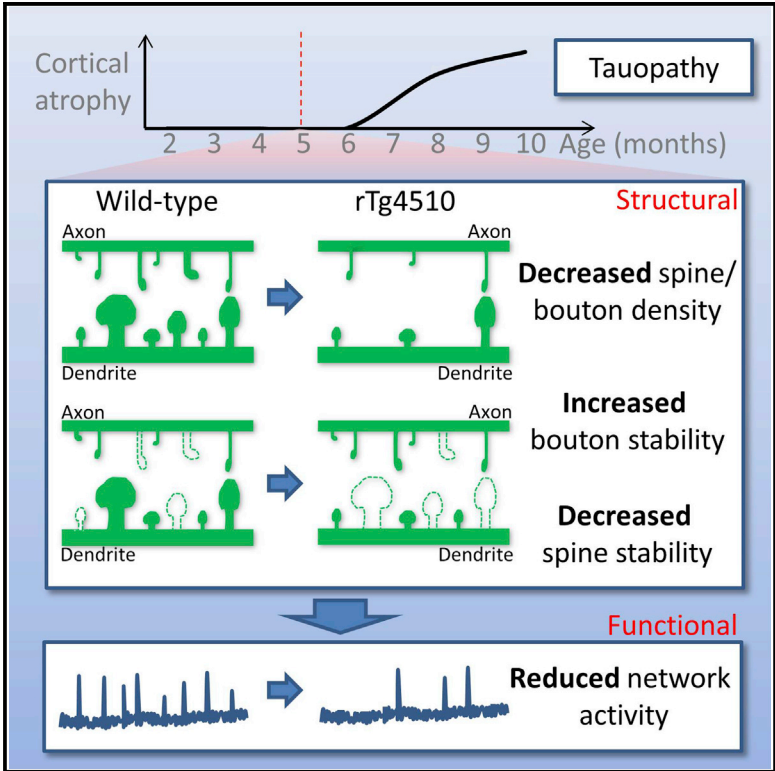 Cortical
atrophy
Tauopathy
2 3 4 5 6 7 8 9 10 Age (months)
Wild-type
rTg4510
Structural
Axon
Axon
Decreased spine/
bouton density
Dendrite
Dendrite
Axon
Axon
Increased
bouton stability
Decreased
spine stability
Dendrite
Dendrite
Functional
Reduced network
activity